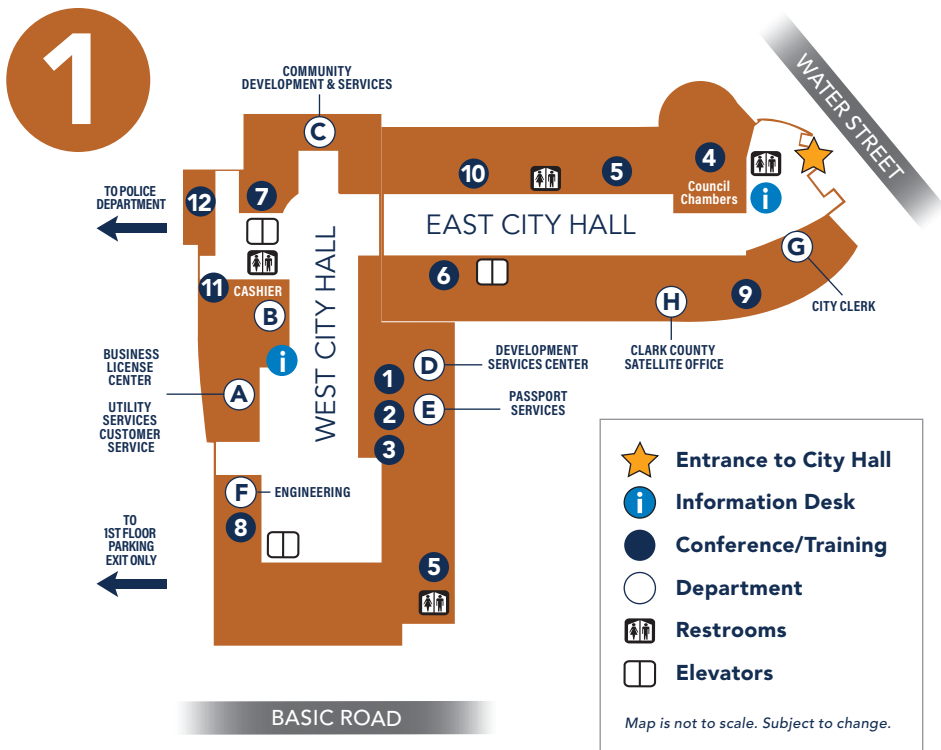 1
COMMUNITY
DEVELOPMENT & SERVICES
C
WATER STREET
10
5
4
Council
Chambers
i
TO POLICE
DEPARTMENT
12
7
EAST CITY HALL
G
CITY CLERK
6
H
9
CLARK COUNTY
SATELLITE OFFICE
11
CASHIER
B
i
WEST CITY HALL
BUSINESS
LICENSE
CENTER
UTILITY
SERVICES
CUSTOMER
SERVICE
A
1
2
3
D
DEVELOPMENT
SERVICES CENTER
E
PASSPORT
SERVICES
F
ENGINEERING
8
TO
1ST FLOOR
PARKING
EXIT ONLY
5
BASIC ROAD
Entrance to City Hall
i
Information Desk
Conference/Training
Department
Restrooms
Elevators
Map is not to scale. Subject to change.